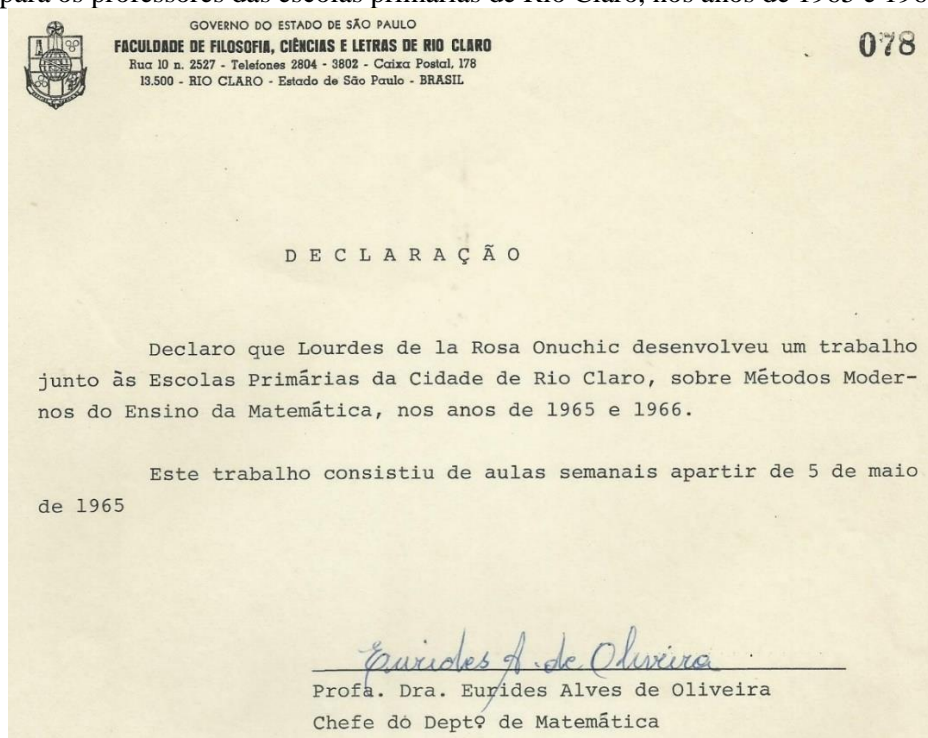 para os professores das escolas primárias de Rio Claro, nos anos de 1965 e 196
GOVERNO DO ESTADO DE SÃO PAULO
FACULDADE DE FILOSOFIA, CIÊNCIAS E LETRAS DE RIO CLARO
Rua 10 n. 2527 - Telefones 2804 - 3802 - Caixa Postal, 178
13.500 - RIO CLARO - Estado de São Paulo - BRASIL
078
DECLARAÇÃO
Declaro que Lourdes de la Rosa Onuchic desenvolveu um trabalho
junto às Escolas Primárias da Cidade de Rio Claro, sobre Métodos Moder-
nos do Ensino da Matemática, nos anos de 1965 e 1966.
Este trabalho consistiu de aulas semanais apartir de 5 de maio
de 1965
Eurides A. de Oliveira
Profa. Dra. Eurides Alves de Oliveira
Chefe do Deptº de Matemática